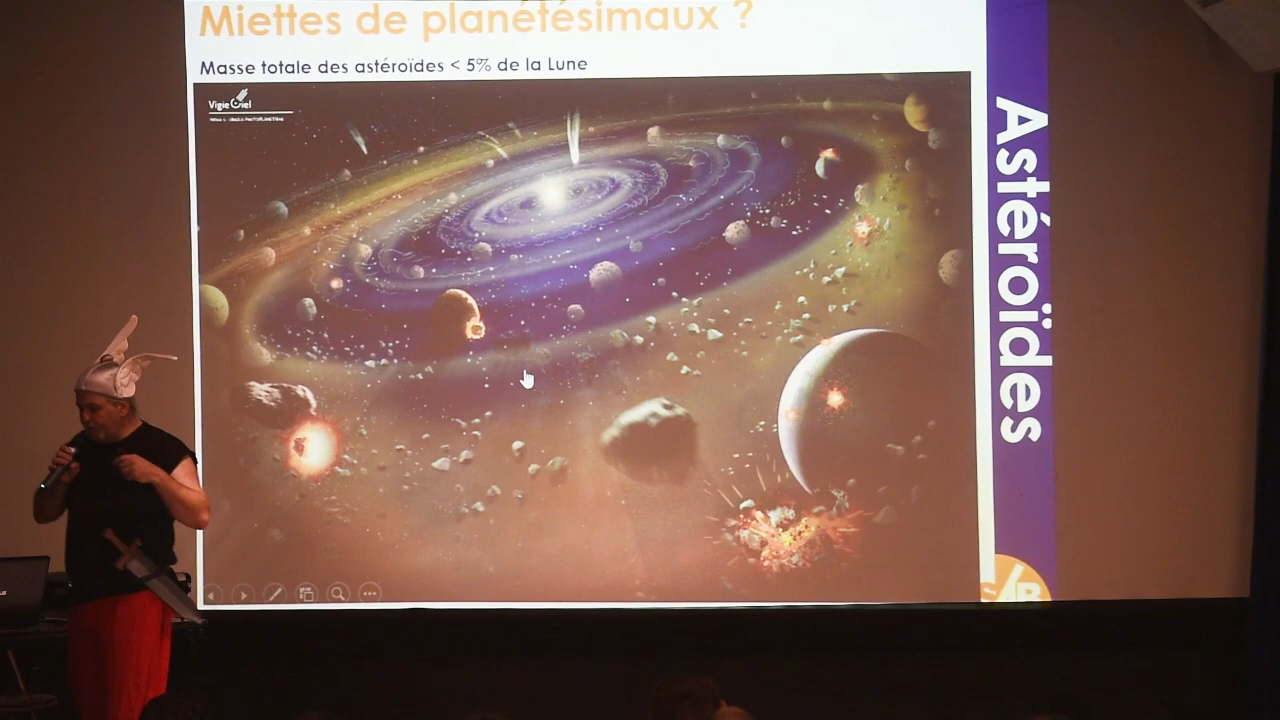 Miettes de planétésimaux ?
Masse totale des astéroïdes < 5% de la Lune
Vigie Ciel
Astéroïdes